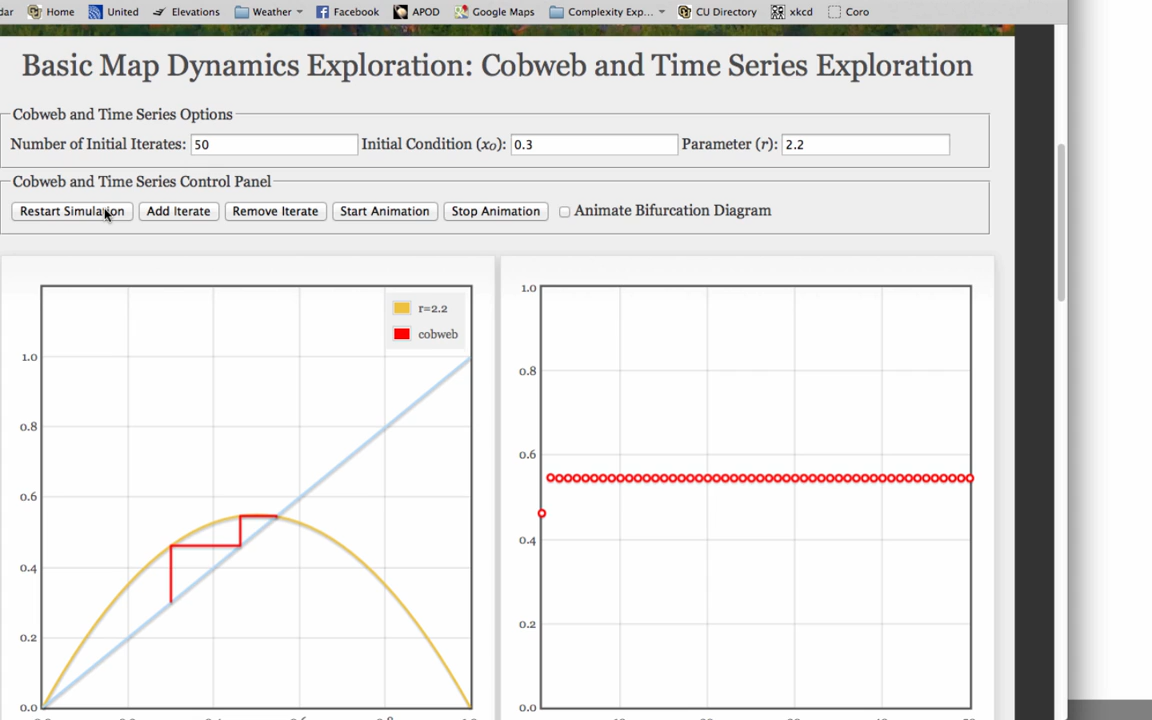 dar Home United Elevations Weather Facebook APOD Google Maps Complexity Exp... CU Directory xkcd Coro
Basic Map Dynamics Exploration: Cobweb and Time Series Exploration
Cobweb and Time Series Options
Number of Initial Iterates: 50 Initial Condition (x₀): 0.3 Parameter (r): 2.2
Cobweb and Time Series Control Panel
Restart Simulation Add Iterate Remove Iterate Start Animation Stop Animation Animate Bifurcation Diagram
r=2.2
cobweb
1.0
0.8
0.6
0.4
0.2
0.0
1.0
0.8
0.6
0.4
0.2
0.0